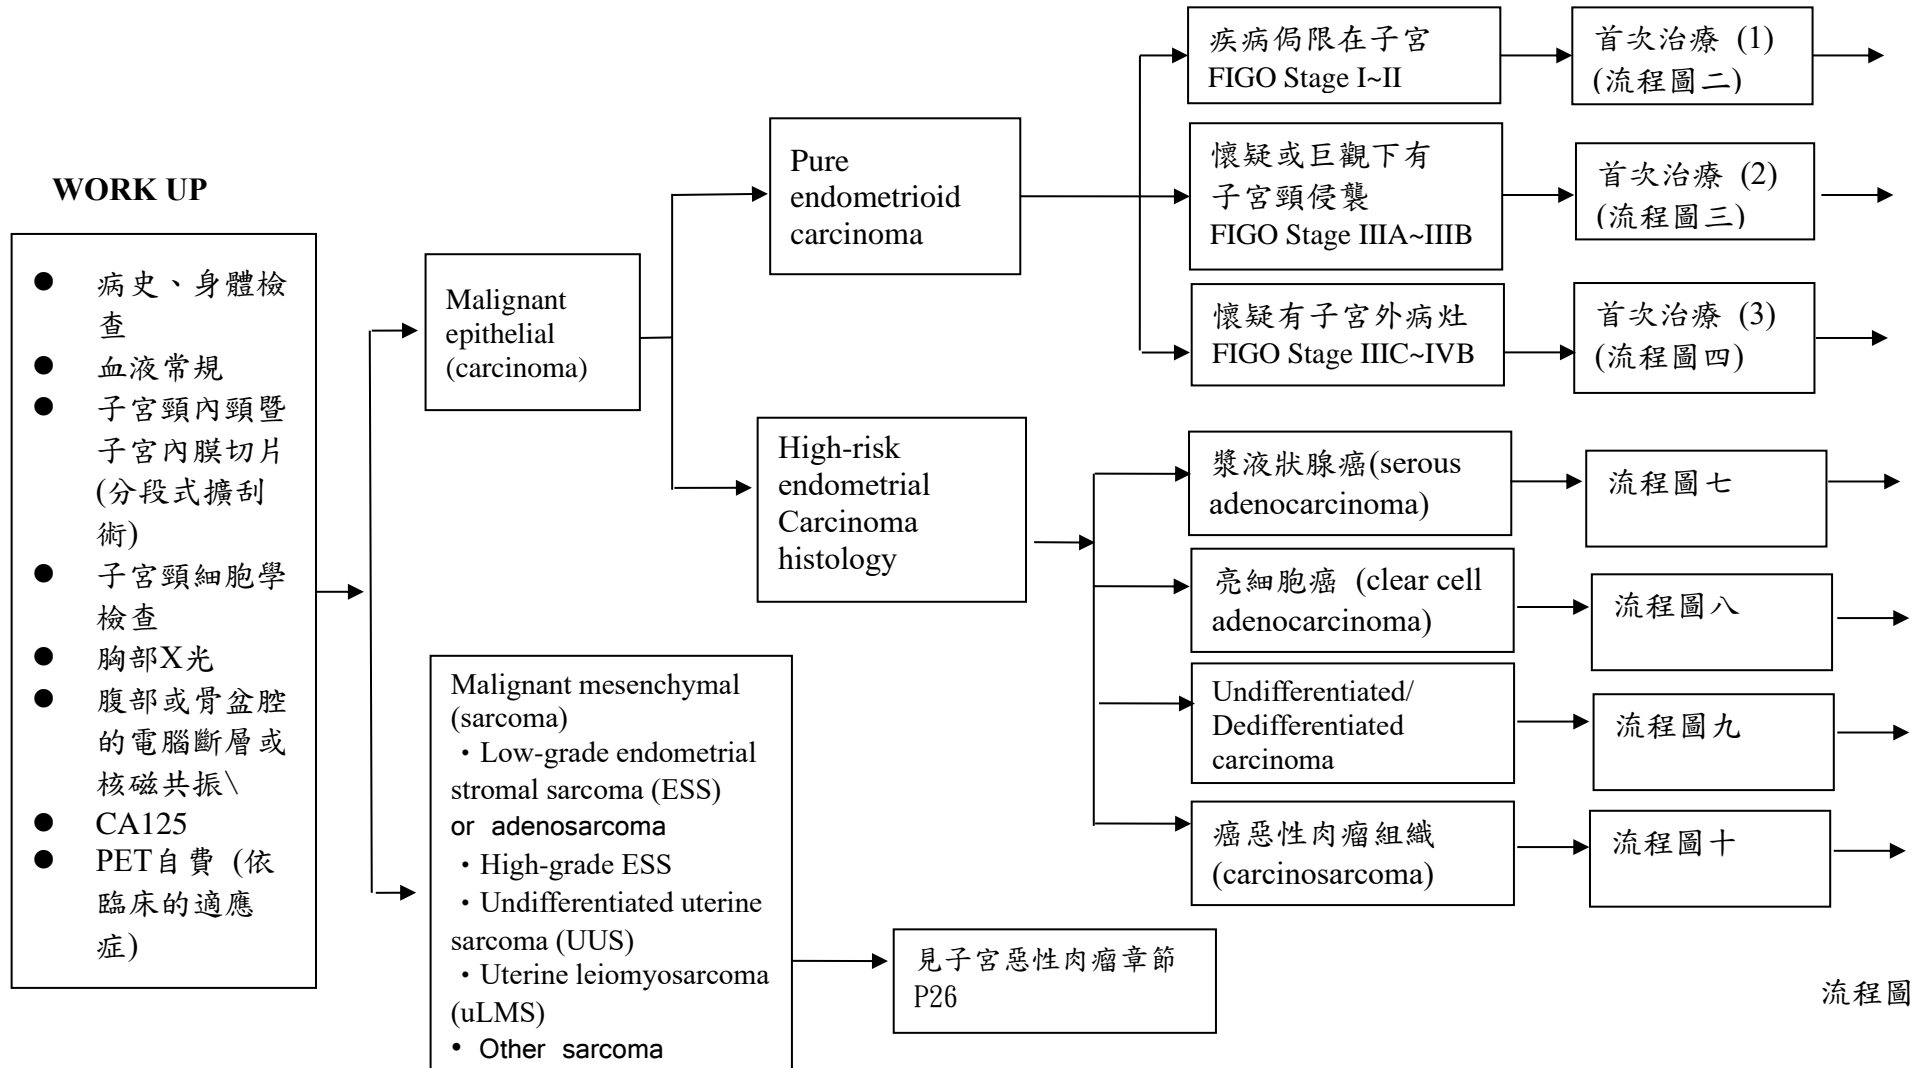 WORK UP
● 病史、身體檢
查
● 血液常規
● 子宮頸內頸暨
子宮內膜切片
(分段式擴刮
術)
● 子宮頸細胞學
檢查
● 胸部X光
● 腹部或骨盆腔
的電腦斷層或
核磁共振\
● CA125
● PET自費 (依
臨床的適應
症)
Malignant
epithelial
(carcinoma)
Malignant mesenchymal
(sarcoma)
・Low-grade endometrial
stromal sarcoma (ESS)
or adenosarcoma
・High-grade ESS
・Undifferentiated uterine
sarcoma (UUS)
・Uterine leiomyosarcoma
(uLMS)
• Other sarcoma
Pure
endometrioid
carcinoma
High-risk
endometrial
Carcinoma
histology
見子宮惡性肉瘤章節
P26
疾病侷限在子宮
FIGO Stage I~II
懷疑或巨觀下有
子宮頸侵襲
FIGO Stage IIIA~IIIB
懷疑有子宮外病灶
FIGO Stage IIIC~IVB
漿液狀腺癌(serous
adenocarcinoma)
亮細胞癌 (clear cell
adenocarcinoma)
Undifferentiated/
Dedifferentiated
carcinoma
癌惡性肉瘤組織
(carcinosarcoma)
首次治療 (1)
(流程圖二)
首次治療 (2)
(流程圖三)
首次治療 (3)
(流程圖四)
流程圖七
流程圖八
流程圖九
流程圖十
流程圖